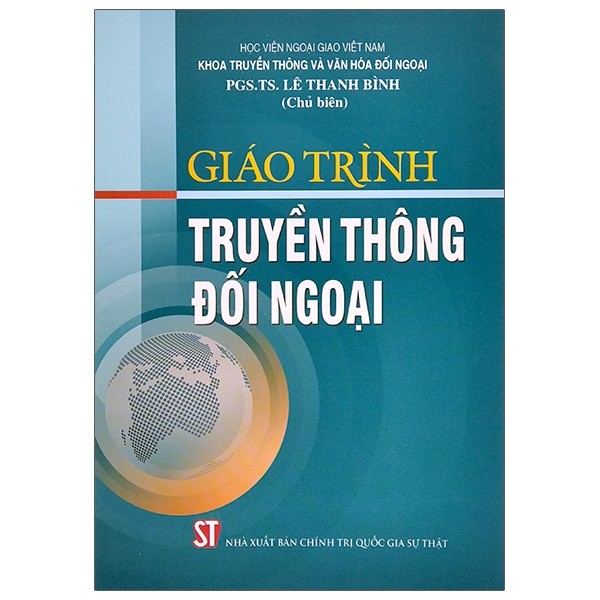 HỌC VIỆN NGOẠI GIAO VIỆT NAM
KHOA TRUYỀN THÔNG VÀ VĂN HÓA ĐỐI NGOẠI
PGS.TS. LÊ THANH BÌNH
(Chủ biên)
GIÁO TRÌNH
TRUYỀN THÔNG
ĐỐI NGOẠI
ST
NHÀ XUẤT BẢN CHÍNH TRỊ QUỐC GIA SỰ THẬT